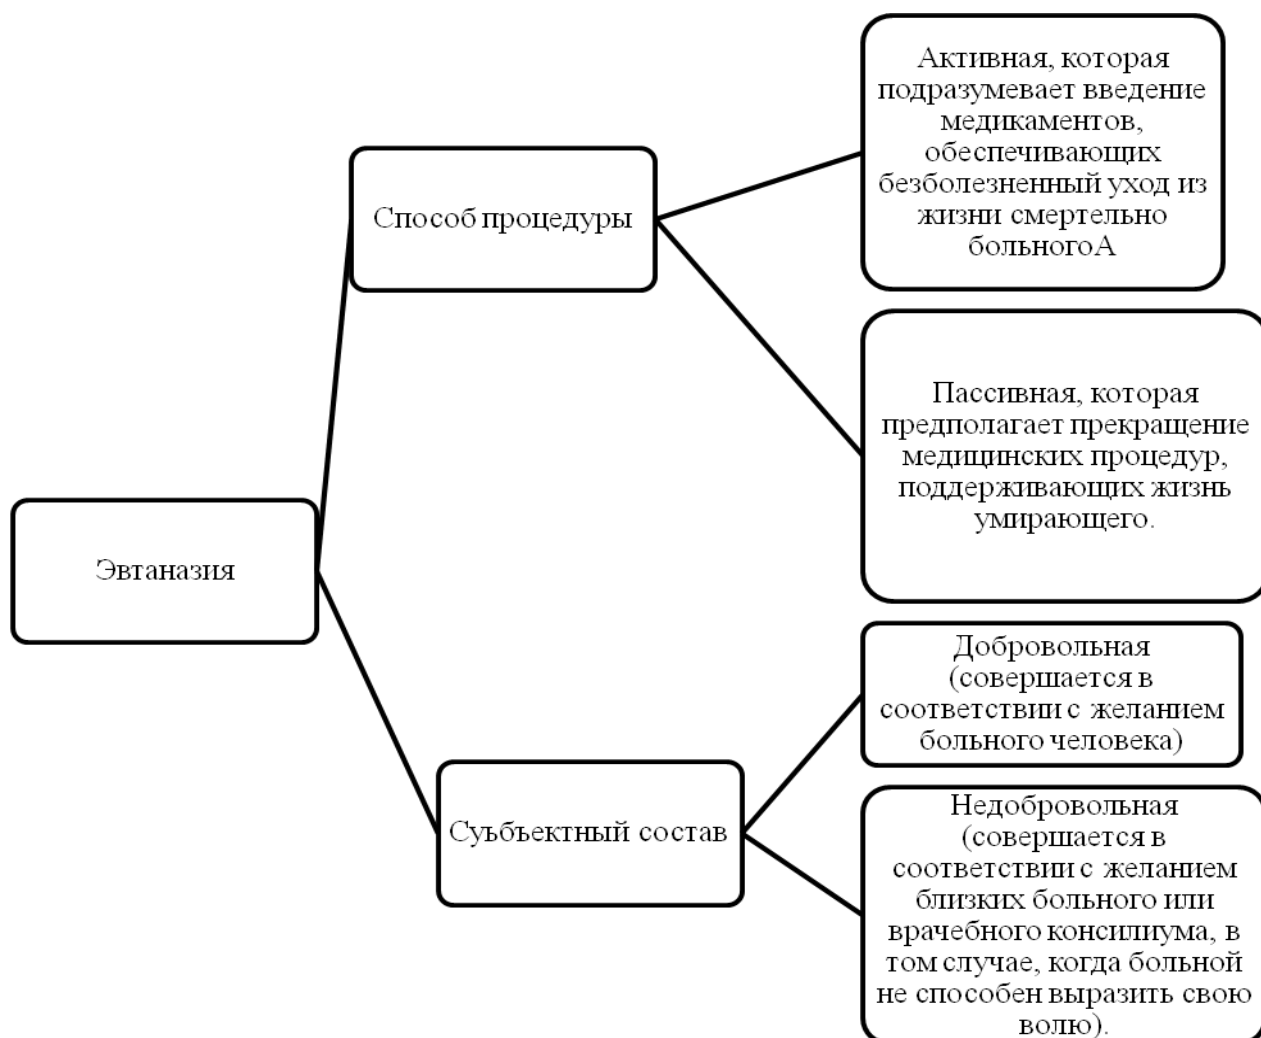 Активная, которая
подразумевает введение
медикаментов,
обеспечивающих
безболезненный уход из
жизни смертельно
больногоА
Способ процедуры
Пассивная, которая
предполагает прекращение
медицинских процедур,
поддерживающих жизнь
умирающего.
Эвтаназия
Добровольная
(совершается в
соответствии с желанием
больного человека)
Суъбъектный состав
Недобровольная
(совершается в
соответствии с желанием
близких больного или
врачебного консилиума, в
том случае, когда больной
не способен выразить свою
волю).